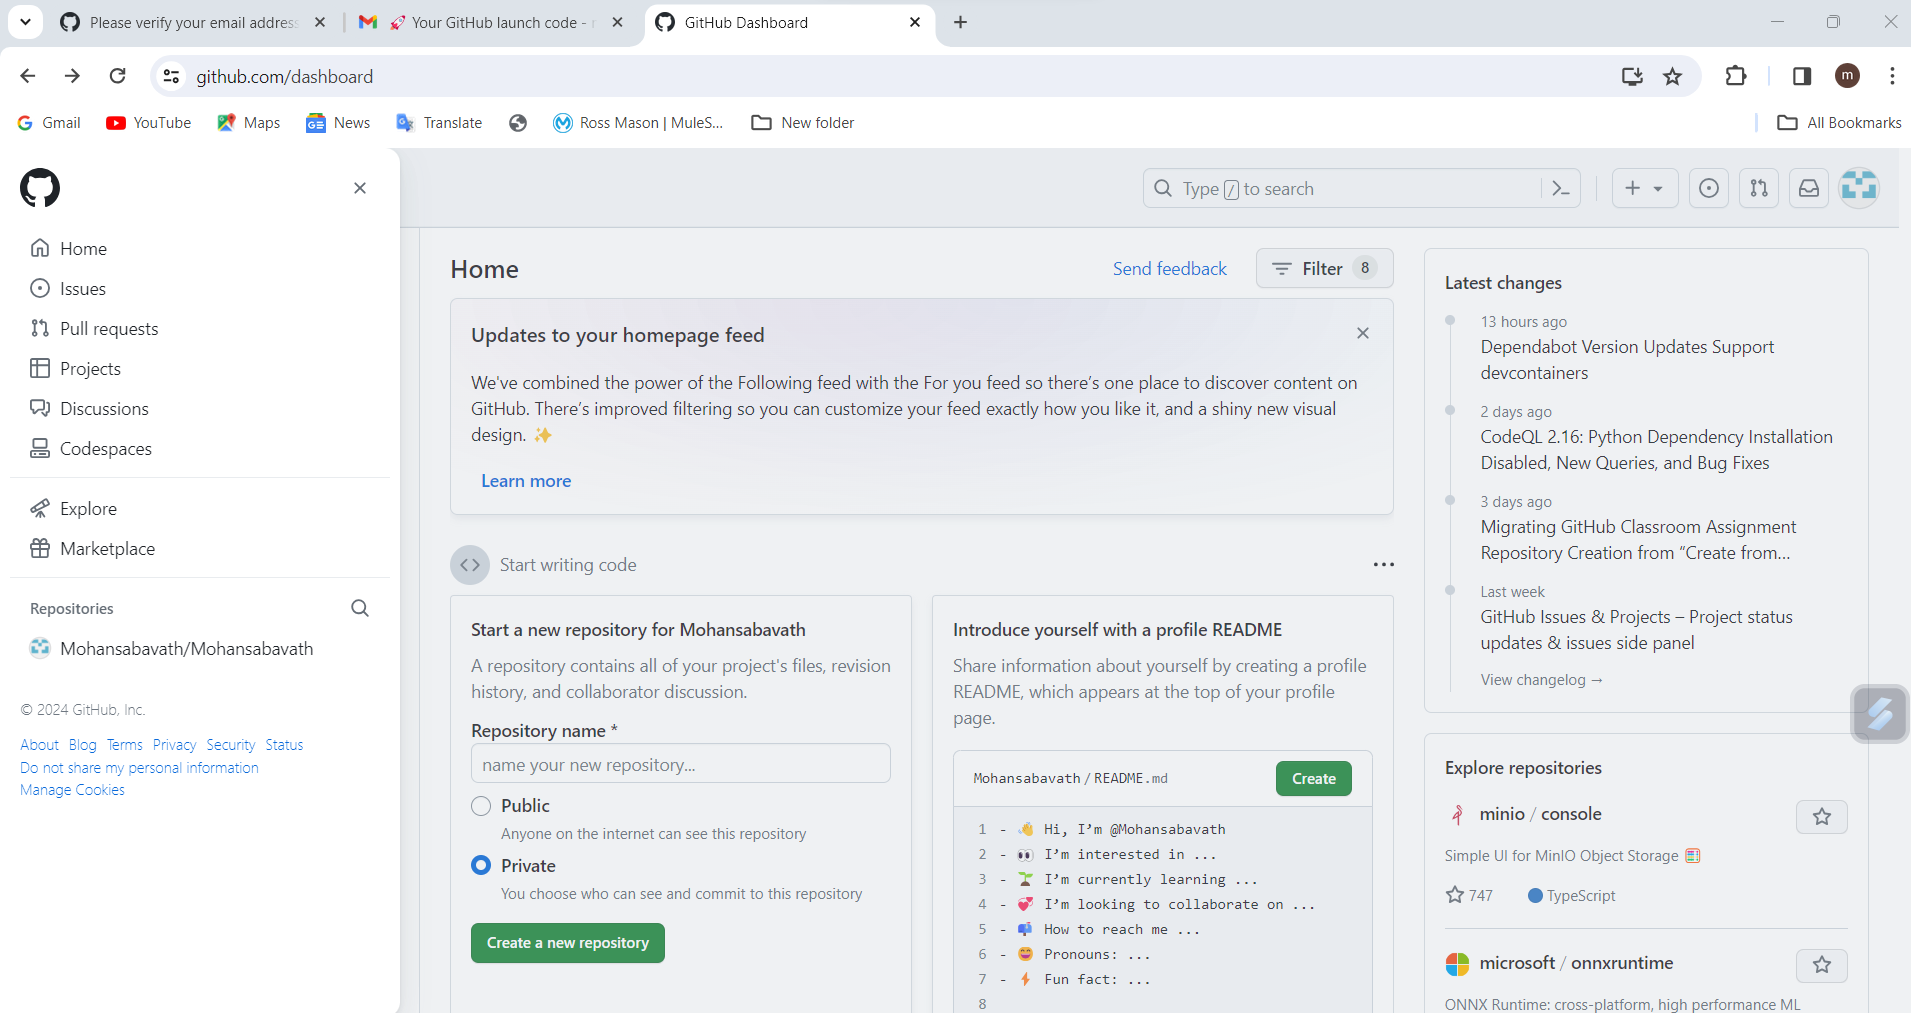 Please verify your email address
🚀 Your GitHub launch code -
GitHub Dashboard
github.com/dashboard
m
Gmail
YouTube
Maps
News
Translate
Ross Mason | MuleS...
New folder
All Bookmarks
Home
Issues
Pull requests
Projects
Discussions
Codespaces
Explore
Marketplace
Repositories
Mohansabavath/Mohansabavath
© 2024 GitHub, Inc.
About Blog Terms Privacy Security Status
Do not share my personal information
Manage Cookies
Type / to search
Home
Send feedback
Filter 8
Updates to your homepage feed
We've combined the power of the Following feed with the For you feed so there’s one place to discover content on
GitHub. There’s improved filtering so you can customize your feed exactly how you like it, and a shiny new visual
design. ✨
Learn more
Start writing code
Start a new repository for Mohansabavath
A repository contains all of your project's files, revision
history, and collaborator discussion.
Repository name *
name your new repository...
Public
Anyone on the internet can see this repository
Private
You choose who can see and commit to this repository
Create a new repository
Introduce yourself with a profile README
Share information about yourself by creating a profile
README, which appears at the top of your profile
page.
Mohansabavath / README.md
Create
1 - 👋 Hi, I’m @Mohansabavath
2 - 👀 I’m interested in ...
3 - 🌱 I’m currently learning ...
4 - 💞️ I’m looking to collaborate on ...
5 - 📫 How to reach me ...
6 - 😄 Pronouns: ...
7 - ⚡ Fun fact: ...
8
Latest changes
13 hours ago
Dependabot Version Updates Support
devcontainers
2 days ago
CodeQL 2.16: Python Dependency Installation
Disabled, New Queries, and Bug Fixes
3 days ago
Migrating GitHub Classroom Assignment
Repository Creation from “Create from...
Last week
GitHub Issues & Projects – Project status
updates & issues side panel
View changelog →
Explore repositories
minio / console
Simple UI for MinIO Object Storage 🧮
747
TypeScript
microsoft / onnxruntime
ONNX Runtime: cross-platform, high performance ML